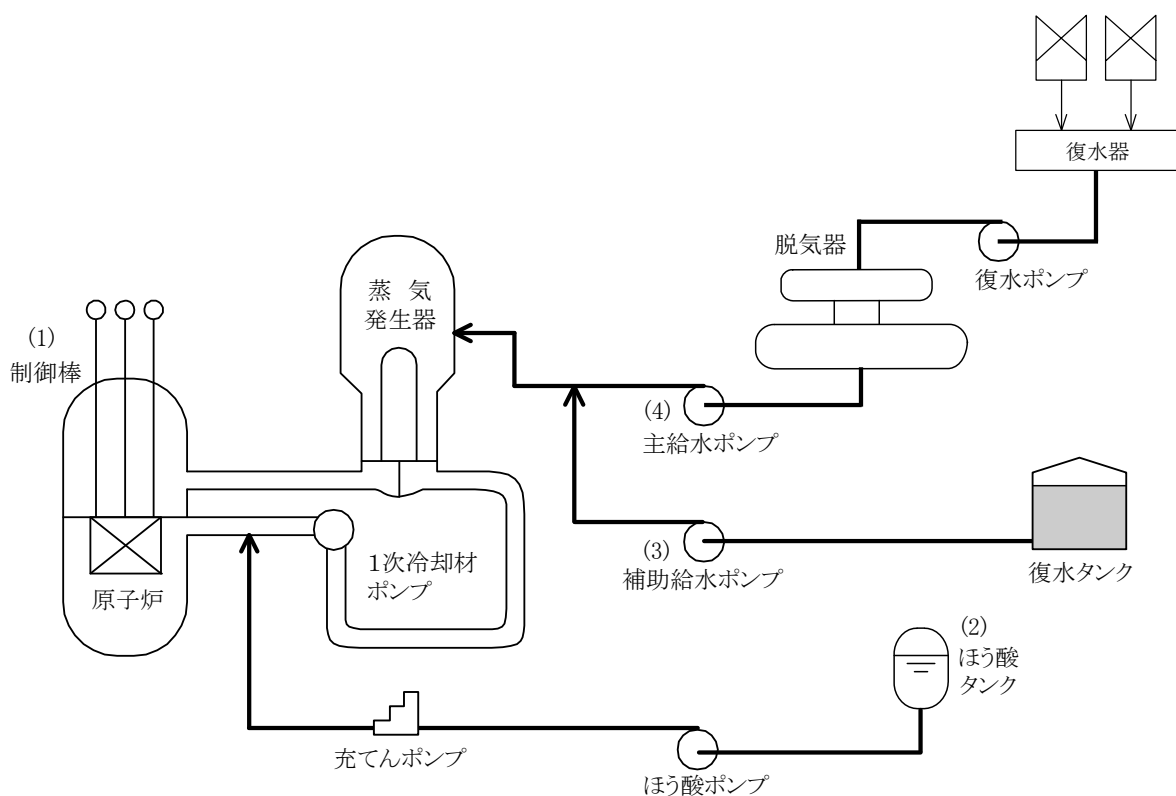 復水器
脱気器
復水ポンプ
蒸 気
発生器
(1)
制御棒
(4)
主給水ポンプ
(3)
補助給水ポンプ
復水タンク
1次冷却材
ポンプ
原子炉
(2)
ほう酸
タンク
充てんポンプ
ほう酸ポンプ